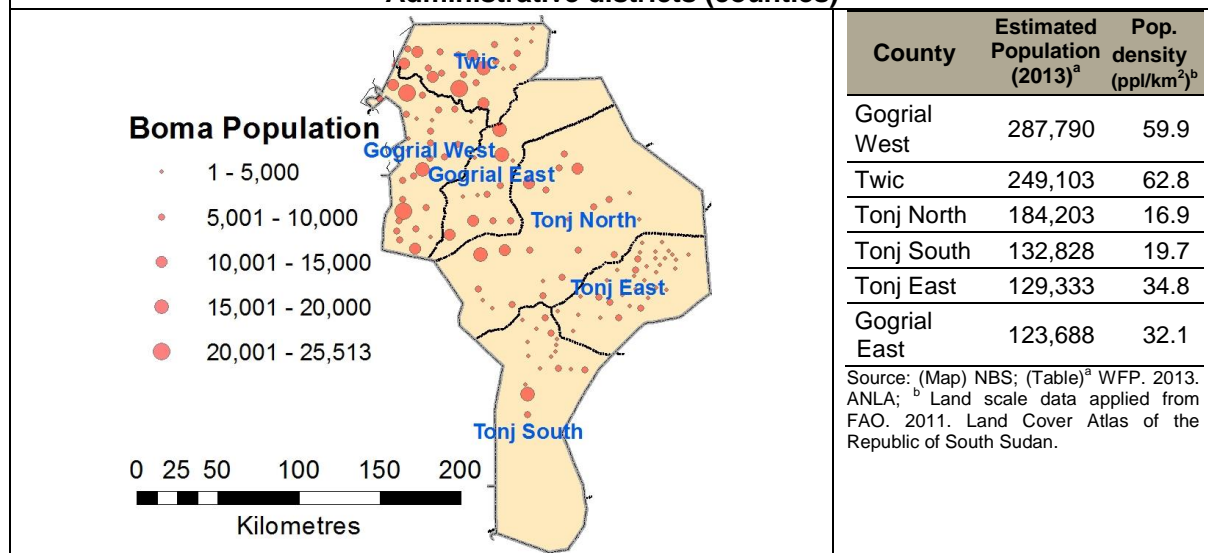 Administrative districts (counties)
Boma Population
1 - 5,000
5,001 - 10,000
10,001 - 15,000
15,001 - 20,000
20,001 - 25,513
Twic
Gogrial West
Gogrial East
Tonj North
Tonj East
Tonj South
0 25 50 100 150 200
Kilometres
County Estimated Population (2013)a Pop. density (ppl/km2)b
Gogrial West 287,790 59.9
Twic 249,103 62.8
Tonj North 184,203 16.9
Tonj South 132,828 19.7
Tonj East 129,333 34.8
Gogrial East 123,688 32.1
Source: (Map) NBS; (Table)a WFP. 2013.
ANLA; b Land scale data applied from
FAO. 2011. Land Cover Atlas of the
Republic of South Sudan.